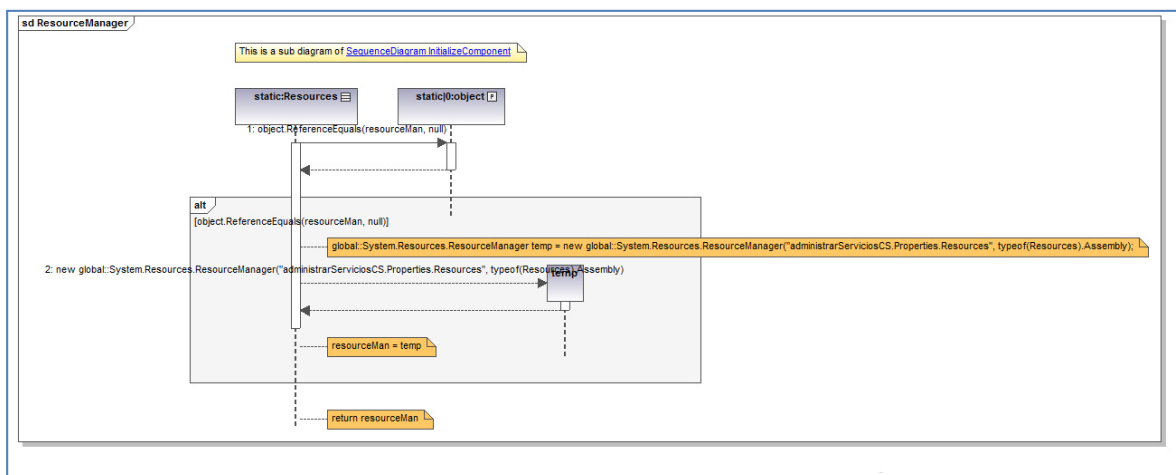 sd ResourceManager
This is a sub diagram of SequenceDiagram InitializeComponent
static:Resources
static|0:object
1: object.ReferenceEquals(resourceMan, null)
alt
[object.ReferenceEquals(resourceMan, null)]
global::System.Resources.ResourceManager temp = new global::System.Resources.ResourceManager("administrarServiciosCS.Properties.Resources", typeof(Resources).Assembly);
2: new global::System.Resources.ResourceManager("administrarServiciosCS.Properties.Resources", typeof(Resources).Assembly)
temp
resourceMan = temp
return resourceMan